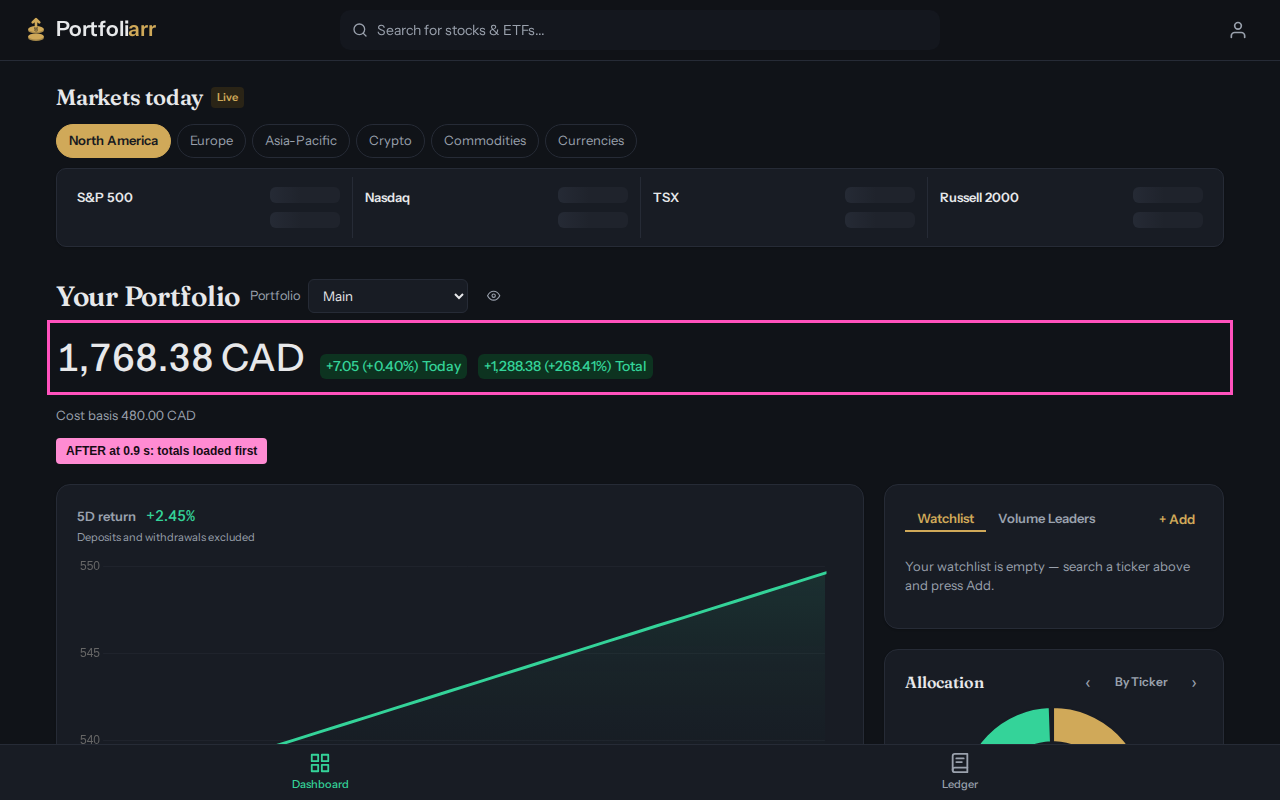 Portfoliarr
Search for stocks & ETFs...
Markets today Live
North America Europe Asia-Pacific Crypto Commodities Currencies
S&P 500 Nasdaq TSX Russell 2000
Your Portfolio Portfolio Main
1,768.38 CAD +7.05 (+0.40%) Today +1,288.38 (+268.41%) Total
Cost basis 480.00 CAD
AFTER at 0.9 s: totals loaded first
5D return +2.45%
Deposits and withdrawals excluded
550
545
540
Watchlist Volume Leaders + Add
Your watchlist is empty — search a ticker above
and press Add.
Allocation ‹ By Ticker ›
Dashboard Ledger